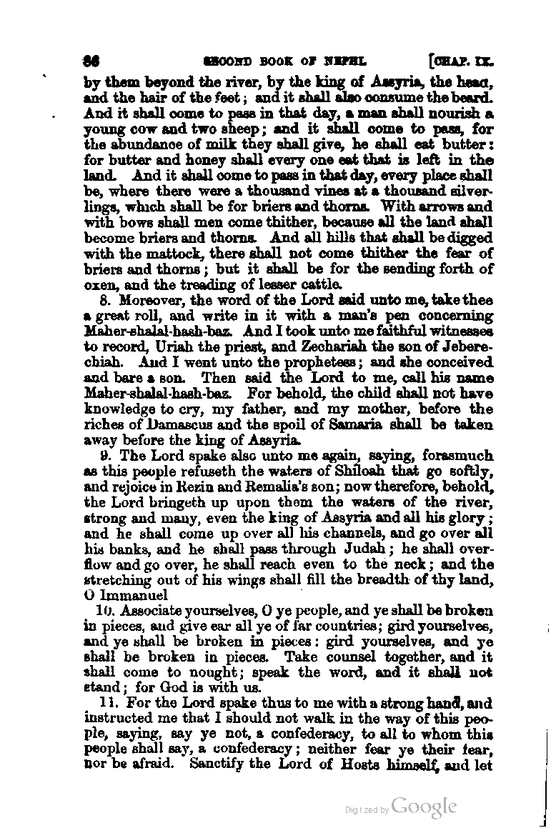 86 SECOND BOOK OF NEPHI. [CHAP. IX.
by them beyond the river, by the king of Assyria, the head,
and the hair of the feet; and it shall also consume the beard.
And it shall come to pass in that day, a man shall nourish a
young cow and two sheep; and it shall come to pass, for
the abundance of milk they shall give, he shall eat butter:
for butter and honey shall every one eat that is left in the
land. And it shall come to pass in that day, every place shall
be, where there were a thousand vines at a thousand silver-
lings, which shall be for briers and thorns. With arrows and
with bows shall men come thither, because all the land shall
become briers and thorns. And all hills that shall be digged
with the mattock, there shall not come thither the fear of
briers and thorns; but it shall be for the sending forth of
oxen, and the treading of lesser cattle.
8. Moreover, the word of the Lord said unto me, take thee
a great roll, and write in it with a man's pen concerning
Maher-shalal-hash-baz. And I took unto me faithful witnesses
to record, Uriah the priest, and Zechariah the son of Jebere-
chiah. And I went unto the prophetess; and she conceived
and bare a son. Then said the Lord to me, call his name
Maher-shalal-hash-baz. For behold, the child shall not have
knowledge to cry, my father, and my mother, before the
riches of Damascus and the spoil of Samaria shall be taken
away before the king of Assyria.
9. The Lord spake also unto me again, saying, forasmuch
as this people refuseth the waters of Shiloah that go softly,
and rejoice in Rezin and Remalia's son; now therefore, behold,
the Lord bringeth up upon them the waters of the river,
strong and many, even the king of Assyria and all his glory;
and he shall come up over all his channels, and go over all
his banks, and he shall pass through Judah; he shall over-
flow and go over, he shall reach even to the neck; and the
stretching out of his wings shall fill the breadth of thy land,
O Immanuel
10. Associate yourselves, O ye people, and ye shall be broken
in pieces, and give ear all ye of far countries; gird yourselves,
and ye shall be broken in pieces: gird yourselves, and ye
shall be broken in pieces. Take counsel together, and it
shall come to nought; speak the word, and it shall not
stand; for God is with us.
11. For the Lord spake thus to me with a strong hand, and
instructed me that I should not walk in the way of this peo-
ple, saying, say ye not, a confederacy, to all to whom this
people shall say, a confederacy; neither fear ye their fear,
nor be afraid. Sanctify the Lord of Hosts himself, and let
Digitized by Google